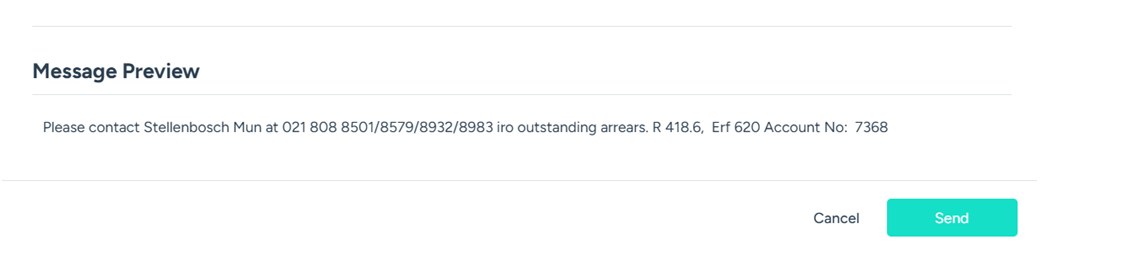 Message Preview
Please contact Stellenbosch Mun at 021 808 8501/8579/8932/8983 iro outstanding arrears. R 418.6,  Erf 620 Account No:  7368
Cancel
Send